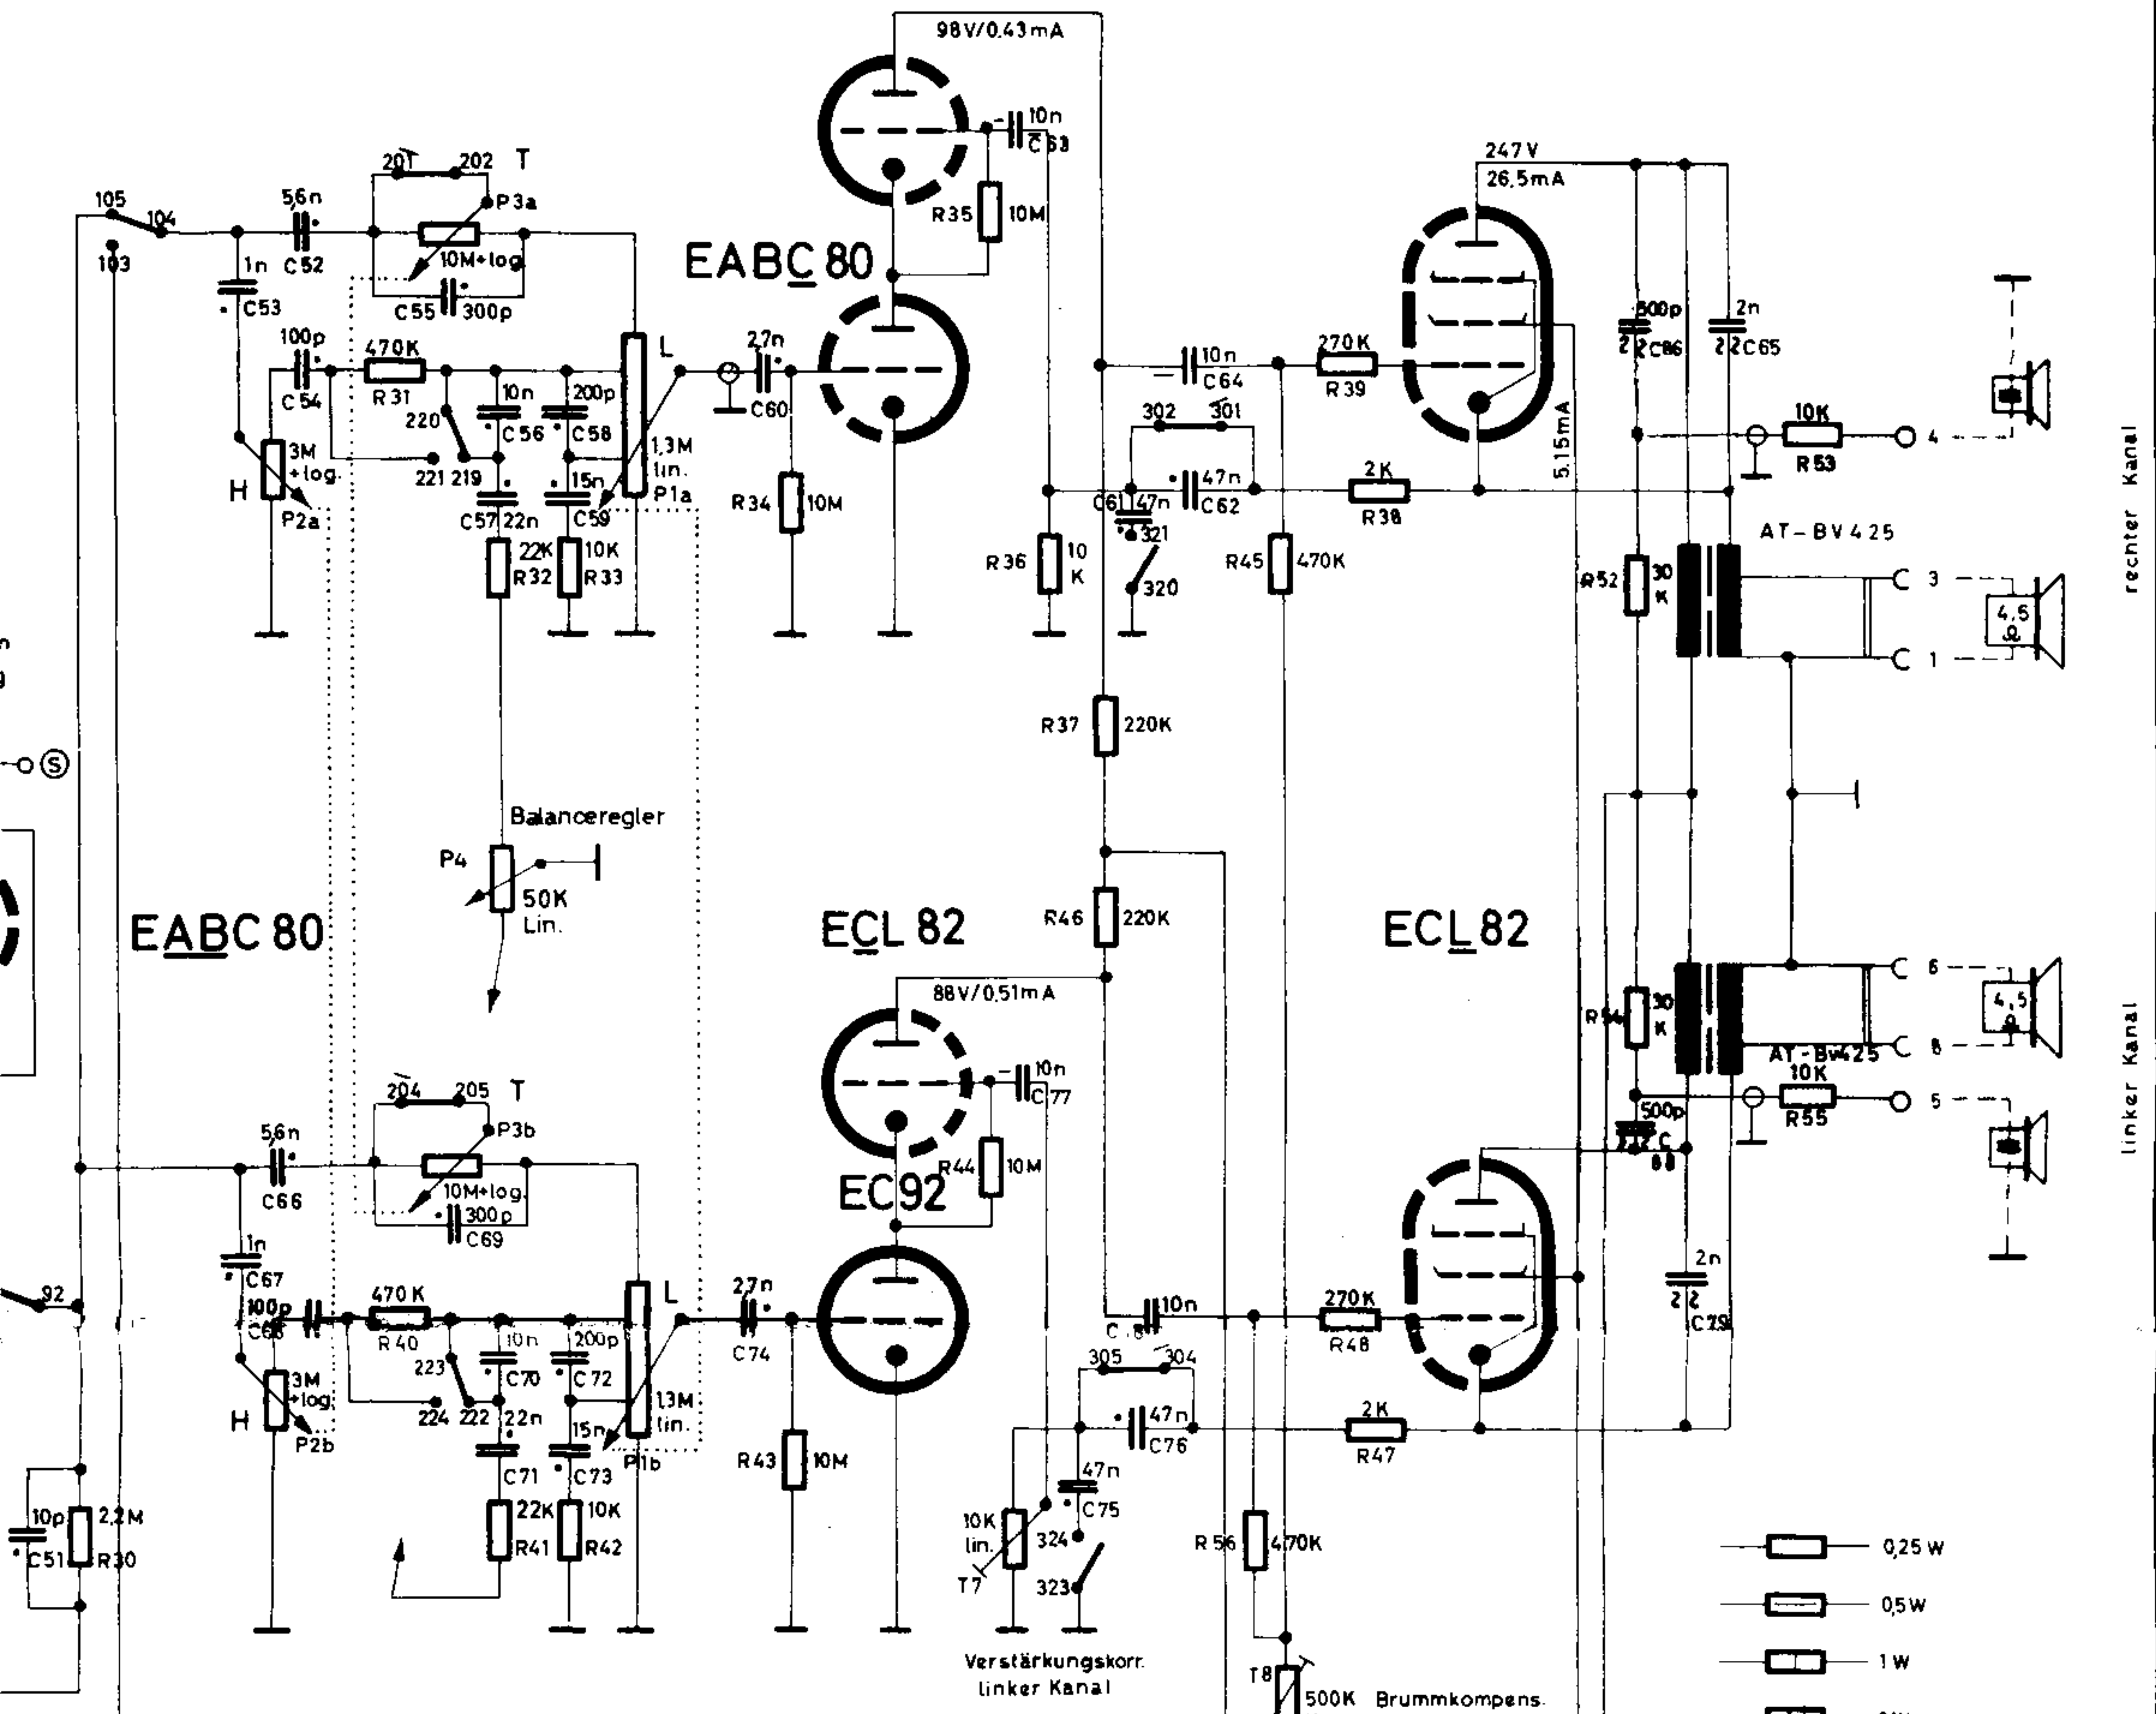 98V/0.43mA
10n
C63
R35
10M
201
202
T
P3a
105
104
103
5,6n
C52
1n
C53
10M+log.
C55
300p
EABC 80
247V
26,5mA
500p
C86
2n
C65
100p
C54
470K
R31
220
221
219
10n
C56
200p
C58
L
1,3M
lin.
P1a
2,7n
C60
3M
+log.
H
P2a
C57
22n
15n
C59
22K
R32
10K
R33
R34
10M
10n
C64
270K
R39
302
301
47n
C62
C61
47n
321
320
2K
R38
R36
10
K
R45
470K
5.15mA
10K
R53
4
AT-BV425
R52
30
K
3
4,5
Ω
1
rechter Kanal
R37
220K
S
Balanceregler
P4
50K
Lin.
R46
220K
EABC 80
ECL 82
ECL 82
88V/0,51mA
10n
C77
R44
10M
EC92
204
205
T
P3b
5,6n
C66
10M+log.
300p
C69
1n
C67
92
100p
C68
470K
R40
223
224
222
10n
C70
200p
C72
L
1,3M
lin.
P1b
2,7n
C74
3M
+log.
H
P2b
22n
C71
15n
C73
22K
R41
10K
R42
R43
10M
10p
C51
2,2M
R30
10n
270K
R48
305
304
47n
C76
47n
C75
2K
R47
10K
lin.
T7
324
323
R56
470K
R54
30
K
6
4,5
Ω
8
AT-Bv425
10K
R55
5
500p
C
88
2n
C79
linker Kanal
Verstärkungskorr.
linker Kanal
T8
500K
Brummkompens.
0,25W
0,5W
1W